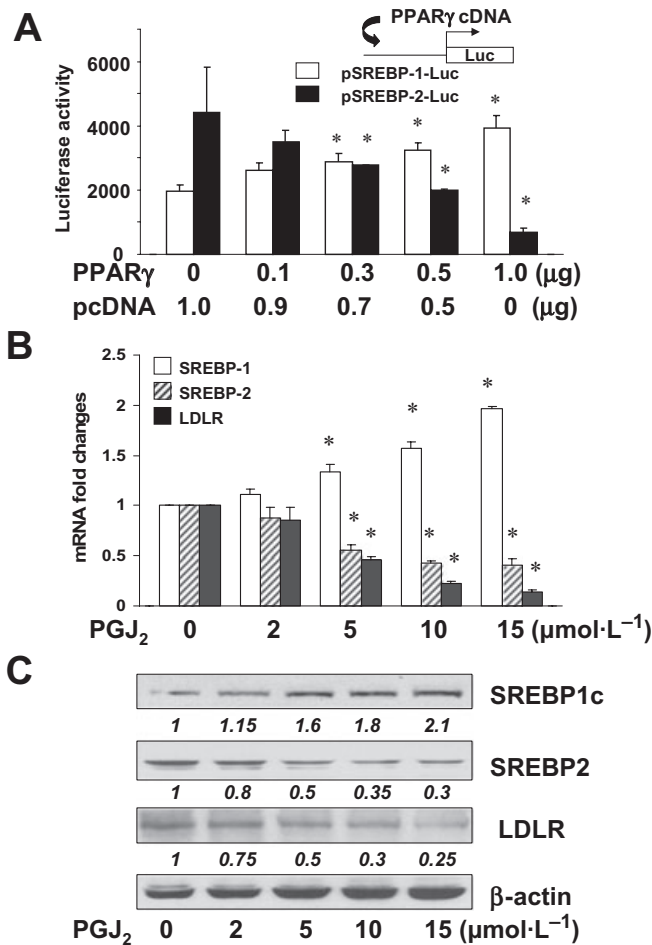 A
PPARγ cDNA
Luc
pSREBP-1-Luc
pSREBP-2-Luc
Luciferase activity
6000
4000
2000
0
* * * * * *
PPARγ 0 0.1 0.3 0.5 1.0 (μg)
pcDNA 1.0 0.9 0.7 0.5 0 (μg)
B
SREBP-1
SREBP-2
LDLR
mRNA fold changes
2.5
2
1.5
1
0.5
0
* * * * * * * * *
PGJ2 0 2 5 10 15 (μmol·L–1)
C
SREBP1c
1 1.15 1.6 1.8 2.1
SREBP2
1 0.8 0.5 0.35 0.3
LDLR
1 0.75 0.5 0.3 0.25
β-actin
PGJ2 0 2 5 10 15 (μmol·L–1)